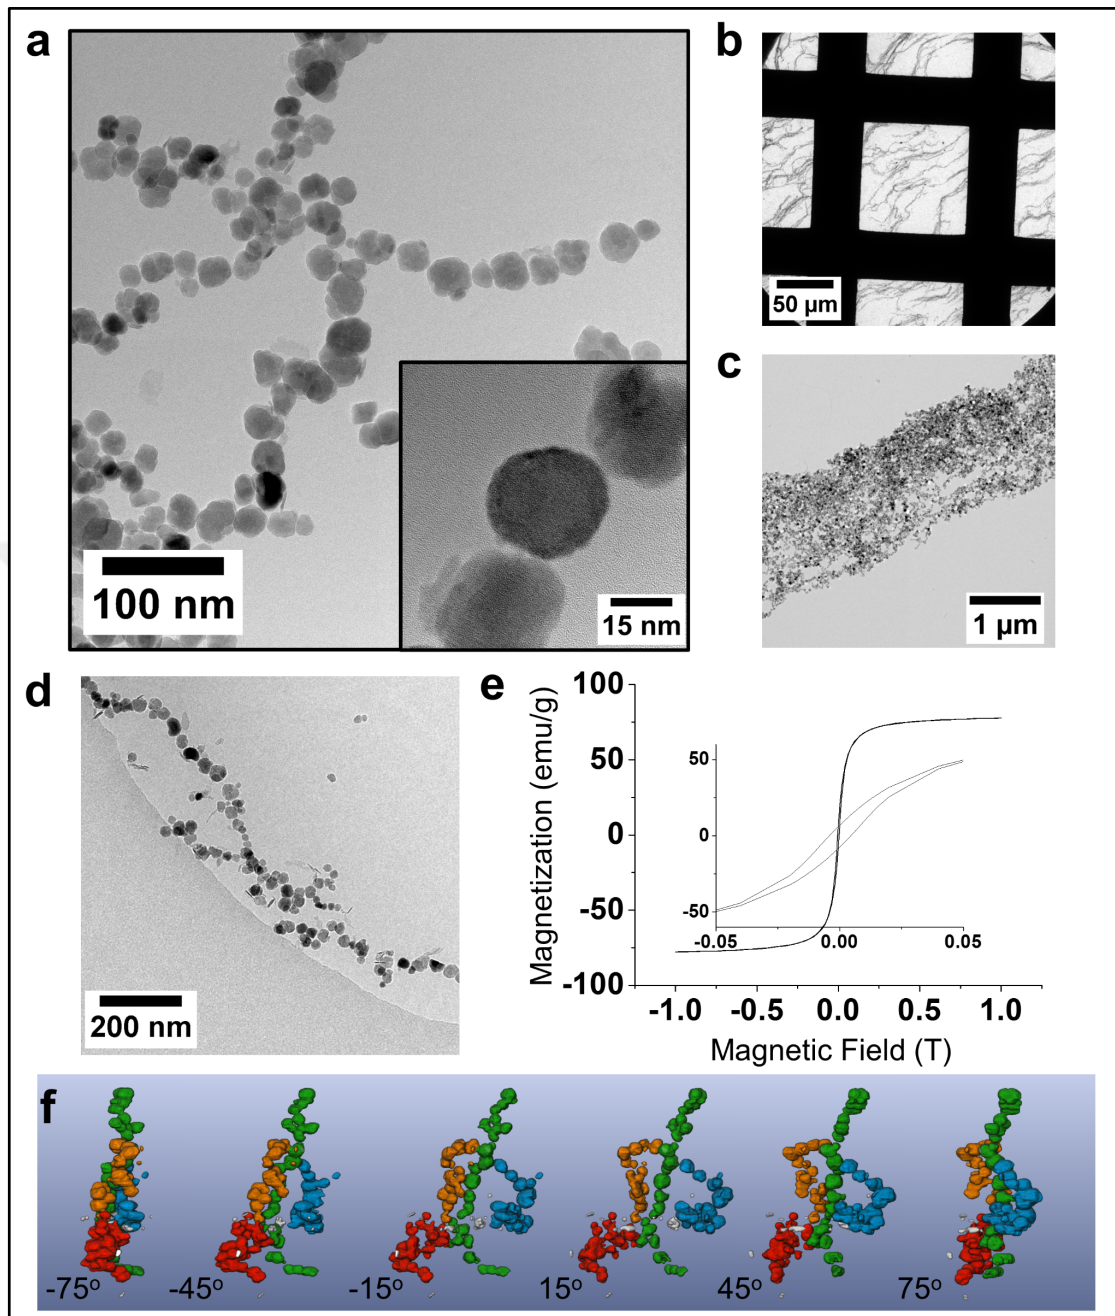 a
100 nm
15 nm
b
50 µm
c
1 µm
d
200 nm
e
Magnetization (emu/g)
100
50
0
-50
-100
50
0
-50
-0.05
0.00
0.05
-1.0
-0.5
0.0
0.5
1.0
Magnetic Field (T)
f
-75°
-45°
-15°
15°
45°
75°